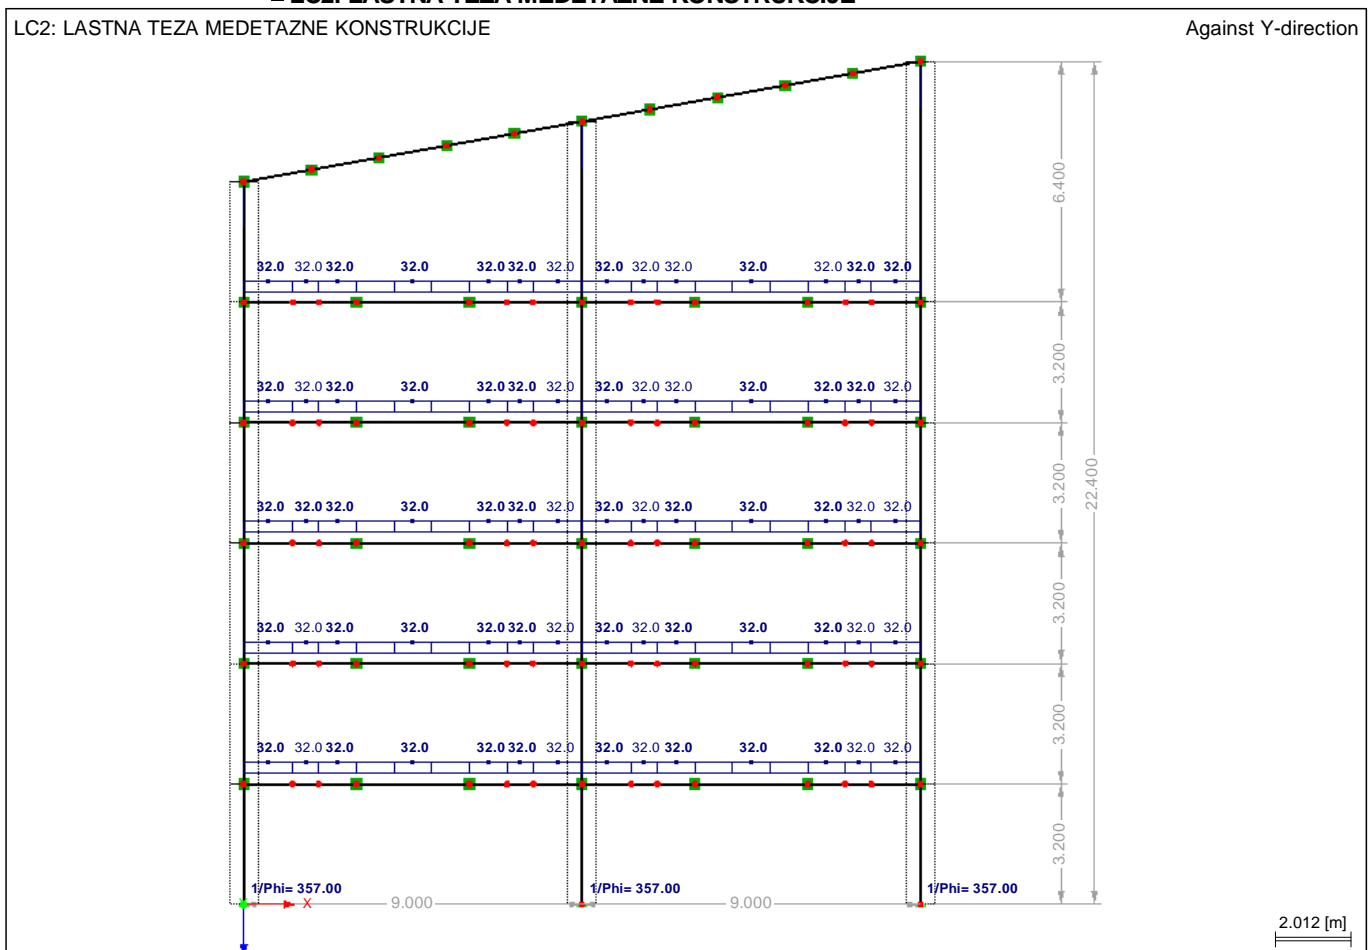 LC2: LASTNA TEZA MEDETAZNE KONSTRUKCIJE Against Y-direction
6.400
32.0 32.0 32.0 32.0 32.0 32.0 32.0 32.0 32.0 32.0 32.0 32.0 32.0 32.0
3.200
32.0 32.0 32.0 32.0 32.0 32.0 32.0 32.0 32.0 32.0 32.0 32.0 32.0 32.0
3.200
22.400
32.0 32.0 32.0 32.0 32.0 32.0 32.0 32.0 32.0 32.0 32.0 32.0 32.0 32.0
3.200
32.0 32.0 32.0 32.0 32.0 32.0 32.0 32.0 32.0 32.0 32.0 32.0 32.0 32.0
3.200
32.0 32.0 32.0 32.0 32.0 32.0 32.0 32.0 32.0 32.0 32.0 32.0 32.0 32.0
3.200
1/Phi= 357.00 1/Phi= 357.00 1/Phi= 357.00
X 9.000 9.000
2.012 [m]